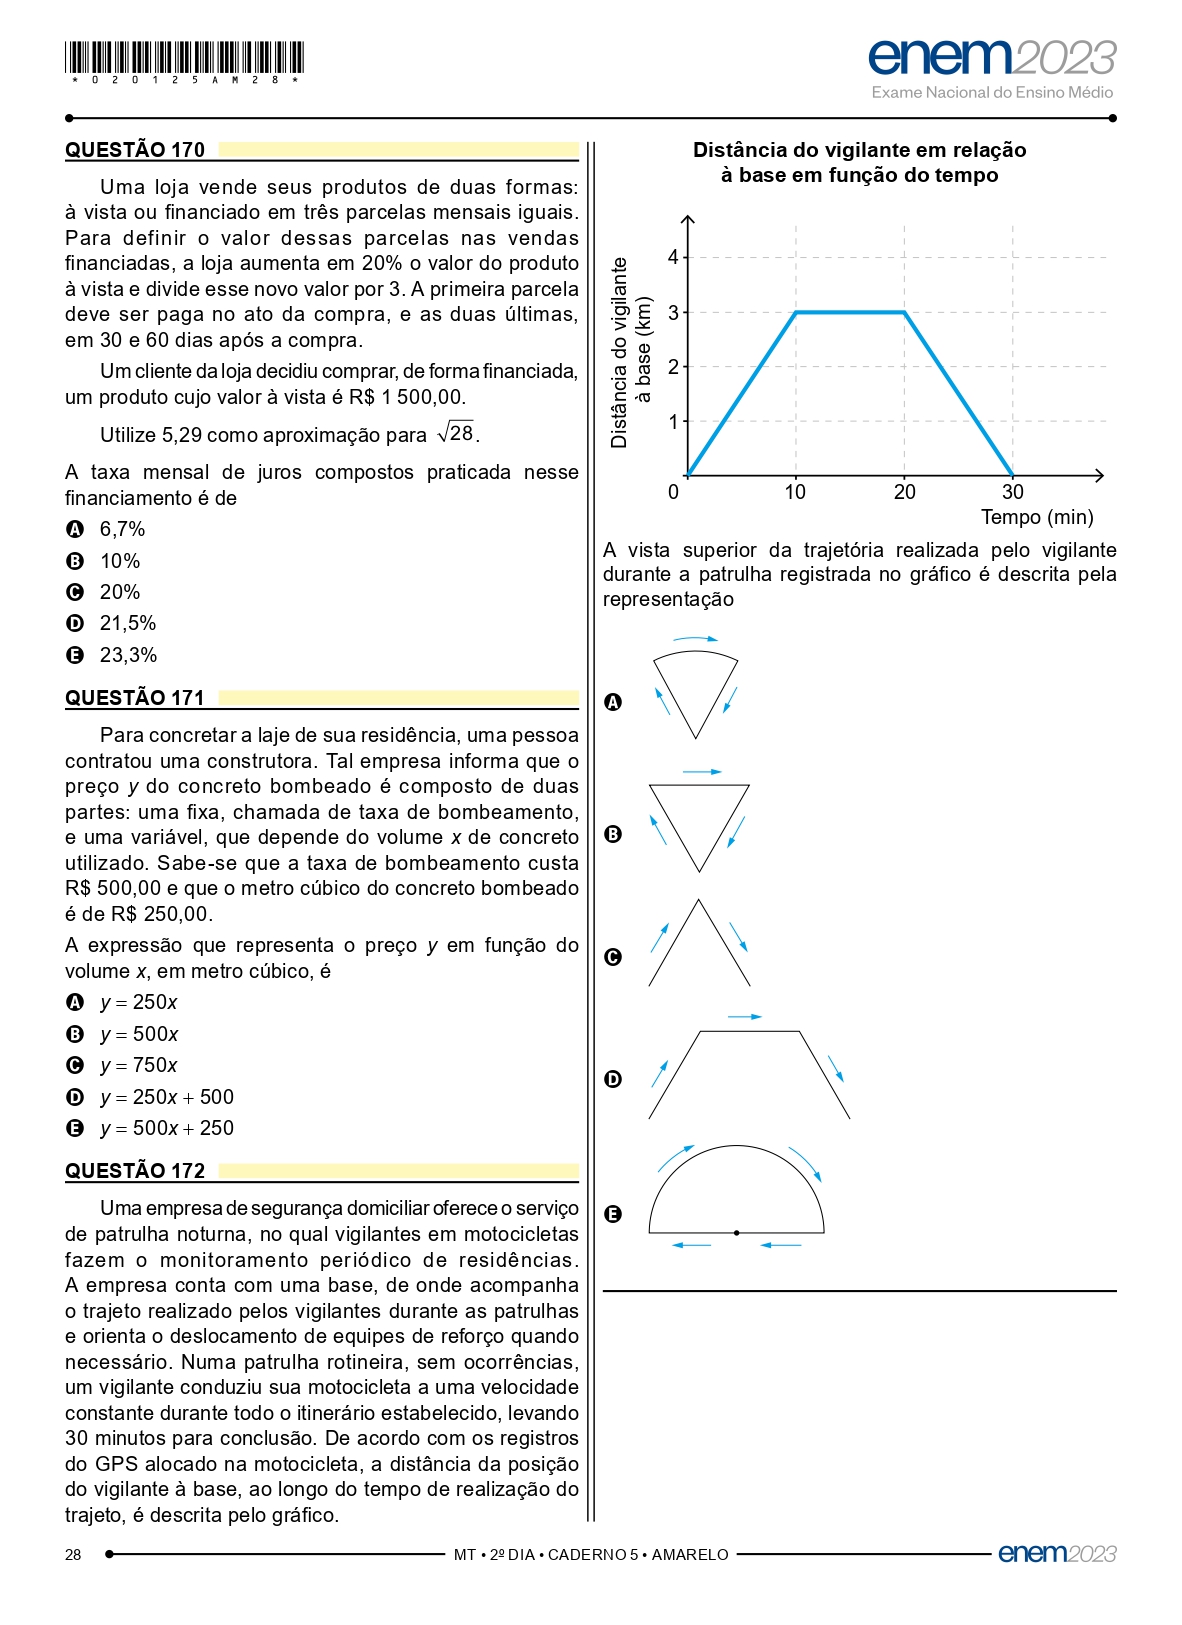 *020125AM28*
enem2023
Exame Nacional do Ensino Médio
QUESTÃO 170
Uma loja vende seus produtos de duas formas:
à vista ou financiado em três parcelas mensais iguais.
Para definir o valor dessas parcelas nas vendas
financiadas, a loja aumenta em 20% o valor do produto
à vista e divide esse novo valor por 3. A primeira parcela
deve ser paga no ato da compra, e as duas últimas,
em 30 e 60 dias após a compra.
Um cliente da loja decidiu comprar, de forma financiada,
um produto cujo valor à vista é R$ 1 500,00.
Utilize 5,29 como aproximação para √28.
A taxa mensal de juros compostos praticada nesse
financiamento é de
A 6,7%
B 10%
C 20%
D 21,5%
E 23,3%
QUESTÃO 171
Para concretar a laje de sua residência, uma pessoa
contratou uma construtora. Tal empresa informa que o
preço y do concreto bombeado é composto de duas
partes: uma fixa, chamada de taxa de bombeamento,
e uma variável, que depende do volume x de concreto
utilizado. Sabe-se que a taxa de bombeamento custa
R$ 500,00 e que o metro cúbico do concreto bombeado
é de R$ 250,00.
A expressão que representa o preço y em função do
volume x, em metro cúbico, é
A y = 250x
B y = 500x
C y = 750x
D y = 250x + 500
E y = 500x + 250
QUESTÃO 172
Uma empresa de segurança domiciliar oferece o serviço
de patrulha noturna, no qual vigilantes em motocicletas
fazem o monitoramento periódico de residências.
A empresa conta com uma base, de onde acompanha
o trajeto realizado pelos vigilantes durante as patrulhas
e orienta o deslocamento de equipes de reforço quando
necessário. Numa patrulha rotineira, sem ocorrências,
um vigilante conduziu sua motocicleta a uma velocidade
constante durante todo o itinerário estabelecido, levando
30 minutos para conclusão. De acordo com os registros
do GPS alocado na motocicleta, a distância da posição
do vigilante à base, ao longo do tempo de realização do
trajeto, é descrita pelo gráfico.
Distância do vigilante em relação
à base em função do tempo
Distância do vigilante
à base (km)
4
3
2
1
0 10 20 30
Tempo (min)
A vista superior da trajetória realizada pelo vigilante
durante a patrulha registrada no gráfico é descrita pela
representação
A
B
C
D
E
28
MT • 2º DIA • CADERNO 5 • AMARELO
enem2023